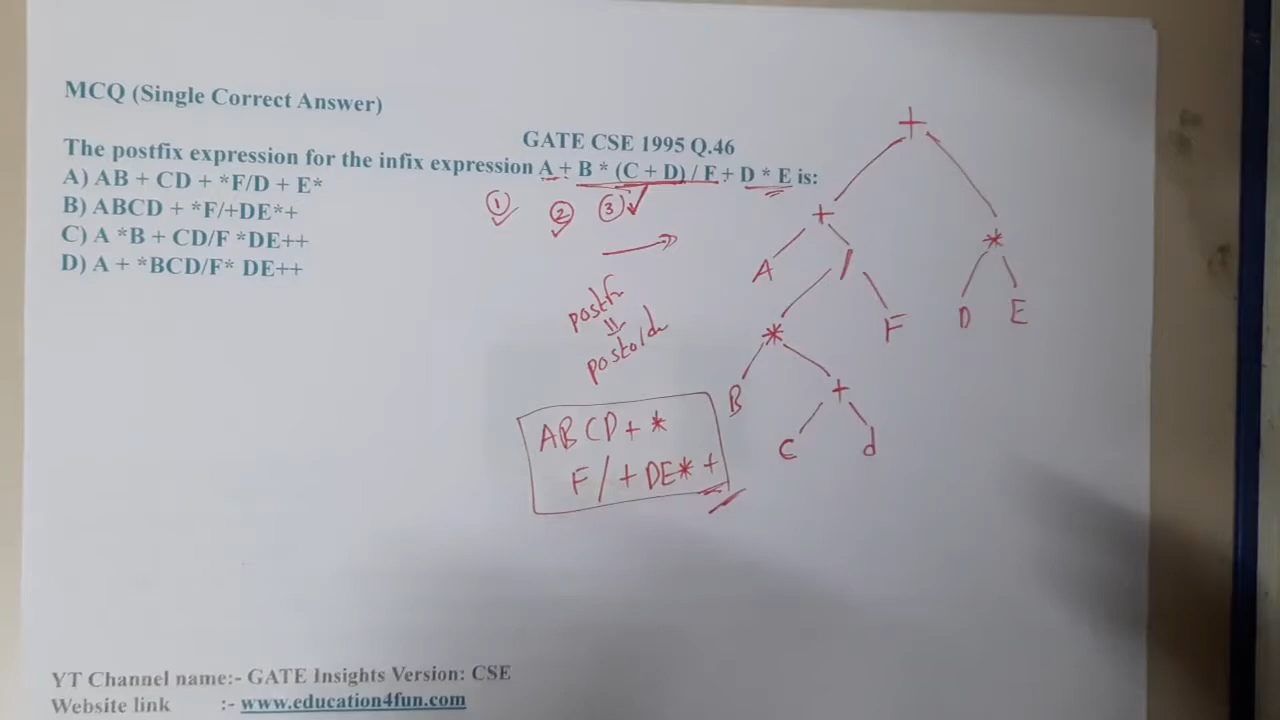 MCQ (Single Correct Answer)
GATE CSE 1995 Q.46
The postfix expression for the infix expression A + B * (C + D) / F + D * E is:
A) AB + CD + *F/D + E*
B) ABCD + *F/+DE*+
C) A *B + CD/F *DE++
D) A + *BCD/F* DE++
1 2 3
postfix
=
postorder
ABCD+*
F/+DE*+
+
+ *
A / D E
* F
B +
C d
YT Channel name:- GATE Insights Version: CSE
Website link :- www.education4fun.com